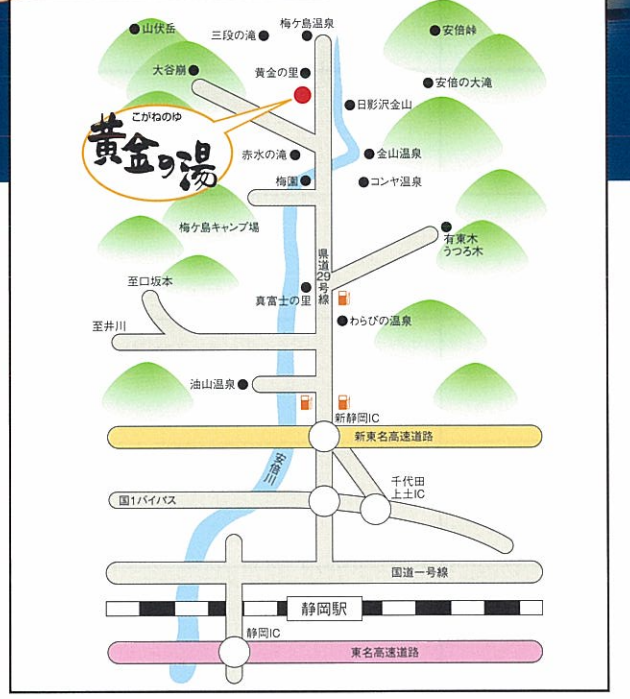 梅ケ島温泉
山伏岳
三段の滝
安倍峠
大谷崩
黄金の里
安倍の大滝
日影沢金山
こがねのゆ
黄金の湯
赤水の滝
金山温泉
梅園
コンヤ温泉
梅ケ島キャンプ場
有東木
うつろ木
県道29号線
至口坂本
真富士の里
至井川
わらびの温泉
油山温泉
新静岡IC
新東名高速道路
安倍川
千代田
上土IC
国1バイパス
国道一号線
静岡駅
静岡IC
東名高速道路